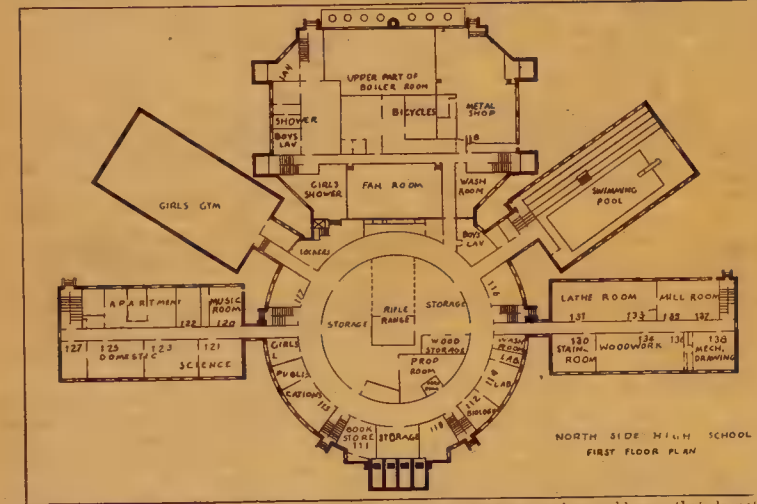 LAV
UPPER PART OF
BOILER ROOM
BICYCLES
METAL
SHOP
118
SHOWER
BOYS
LAV
GIRLS
SHOWER
FAN ROOM
WASH
ROOM
GIRLS GYM
SWIMMING
POOL
BOYS
LAV
LOCKERS
117
116
STORAGE
RIFLE
RANGE
STORAGE
APARTMENT
MUSIC
ROOM
122
120
127
125
123
121
DOMESTIC
SCIENCE
LATHE ROOM
MILL ROOM
131
133
135
137
130
134
136
138
STAIN
ROOM
WOODWORK
MECH.
DRAWING
GIRLS
L
PUBLI
CATIONS
113
WOOD
STORAGE
PROP
ROOM
WASH
ROOM
LAB
114
LAB
112
BIOLOGY
BOOK
STORE
111
STORAGE
110
NORTH SIDE HIGH SCHOOL
FIRST FLOOR PLAN